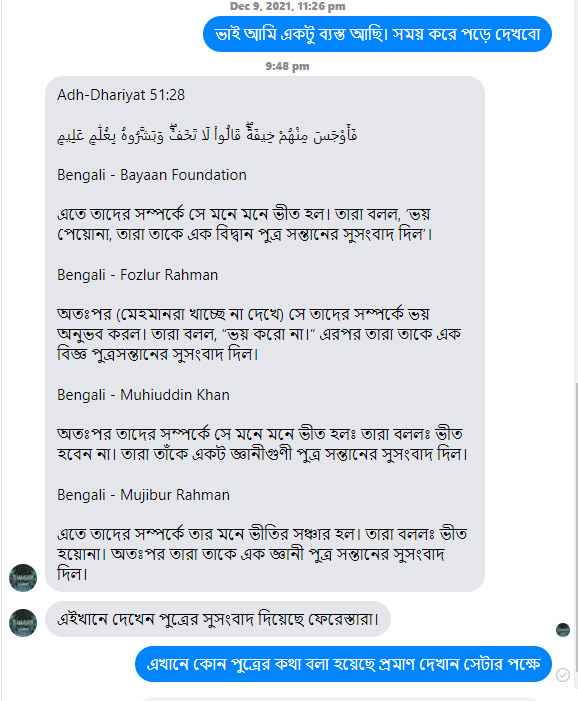 Dec 9, 2021, 11:26 pm
ভাই আমি একটু ব্যস্ত আছি। সময় করে পড়ে দেখবো
9:48 pm
Adh-Dhariyat 51:28
فَأَوْجَسَ مِنْهُمْ خِيفَةًۖ قَالُوا۟ لَا تَخَفْۖ وَبَشَّرُوهُ بِغُلَٰمٍ عَلِيمٍ
Bengali - Bayaan Foundation
এতে তাদের সম্পর্কে সে মনে মনে ভীত হল। তারা বলল, 'ভয়
পেয়োনা, তারা তাকে এক বিদ্বান পুত্র সন্তানের সুসংবাদ দিল'।
Bengali - Fozlur Rahman
অতঃপর (মেহমানরা খাচ্ছে না দেখে) সে তাদের সম্পর্কে ভয়
অনুভব করল। তারা বলল, “ভয় করো না।” এরপর তারা তাকে এক
বিজ্ঞ পুত্রসন্তানের সুসংবাদ দিল।
Bengali - Muhiuddin Khan
অতঃপর তাদের সম্পর্কে সে মনে মনে ভীত হলঃ তারা বললঃ ভীত
হবেন না। তারা তাঁকে একট জ্ঞানীগুণী পুত্র সন্তানের সুসংবাদ দিল।
Bengali - Mujibur Rahman
এতে তাদের সম্পর্কে তার মনে ভীতির সঞ্চার হল। তারা বললঃ ভীত
হয়োনা। অতঃপর তারা তাকে এক জ্ঞানী পুত্র সন্তানের সুসংবাদ
দিল।
এইখানে দেখেন পুত্রের সুসংবাদ দিয়েছে ফেরেস্তারা।
এখানে কোন পুত্রের কথা বলা হয়েছে প্রমাণ দেখান সেটার পক্ষে